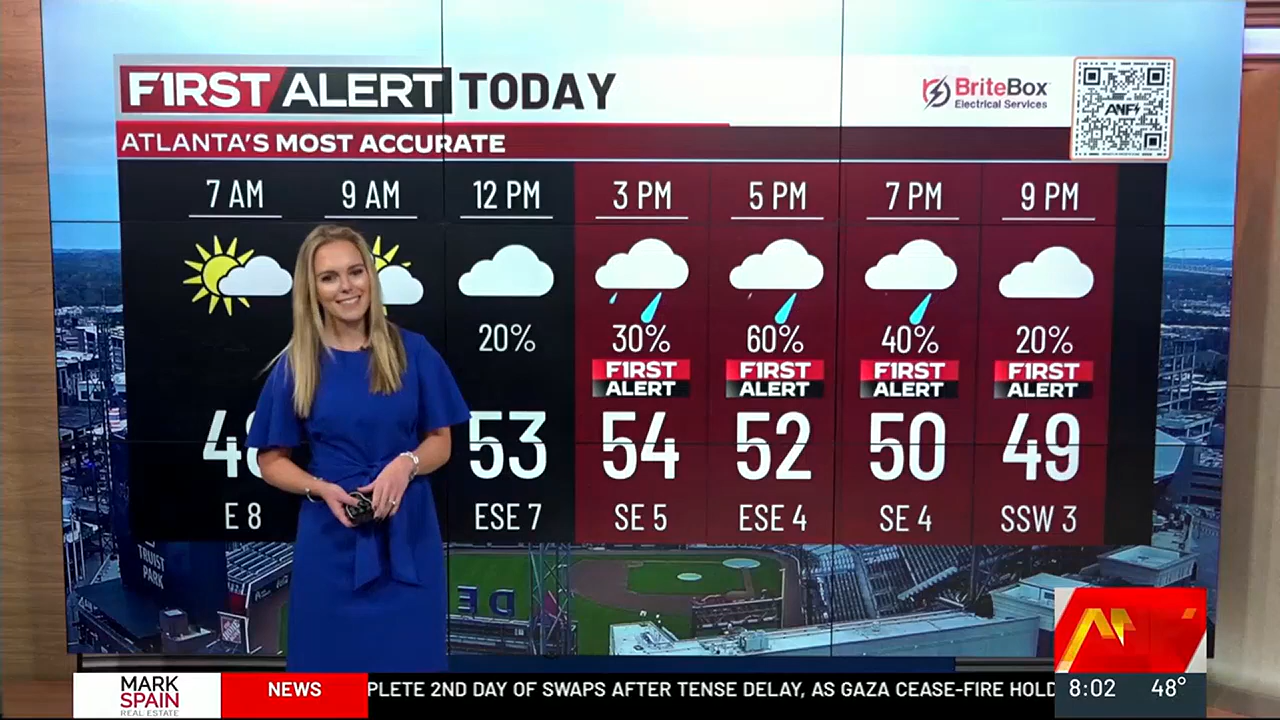 F1RST ALERT TODAY
BriteBox
Electrical Services
ANF
ATLANTA'S MOST ACCURATE
7 AM 9 AM 12 PM 3 PM 5 PM 7 PM 9 PM
20% 30% 60% 40% 20%
F1RST ALERT F1RST ALERT F1RST ALERT F1RST ALERT
53 54 52 50 49
E 8 ESE 7 SE 5 ESE 4 SE 4 SSW 3
TRUIST
PARK
MARK
SPAIN
REAL ESTATE
NEWS
PLETE 2ND DAY OF SWAPS AFTER TENSE DELAY, AS GAZA CEASE-FIRE HOLD
8:02 48°